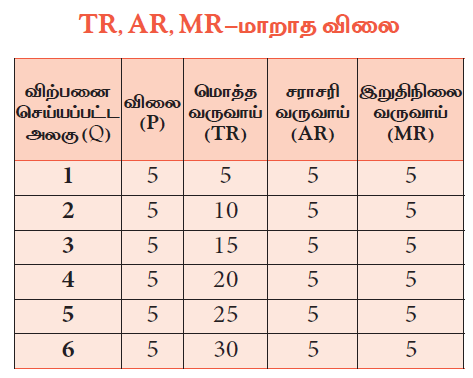 TR, AR, MR–மாறாத விலை
விற்பனை செய்யப்பட்ட அலகு (Q) விலை (P) மொத்த வருவாய் (TR) சராசரி வருவாய் (AR) இறுதிநிலை வருவாய் (MR)
1 5 5 5 5
2 5 10 5 5
3 5 15 5 5
4 5 20 5 5
5 5 25 5 5
6 5 30 5 5